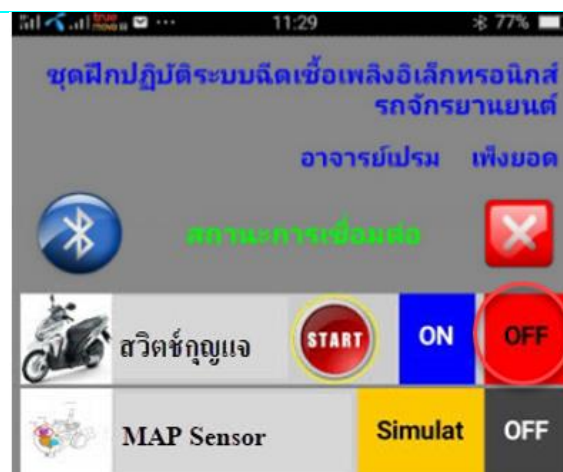 true
move H
11:29
77%
ชุดฝึกปฏิบัติระบบฉีดเชื้อเพลิงอิเล็กทรอนิกส์
รถจักรยานยนต์
อาจารย์เปรม เพ็งยอด
สถานะการเชื่อมต่อ
สวิตช์กุญแจ START ON OFF
MAP Sensor Simulat OFF